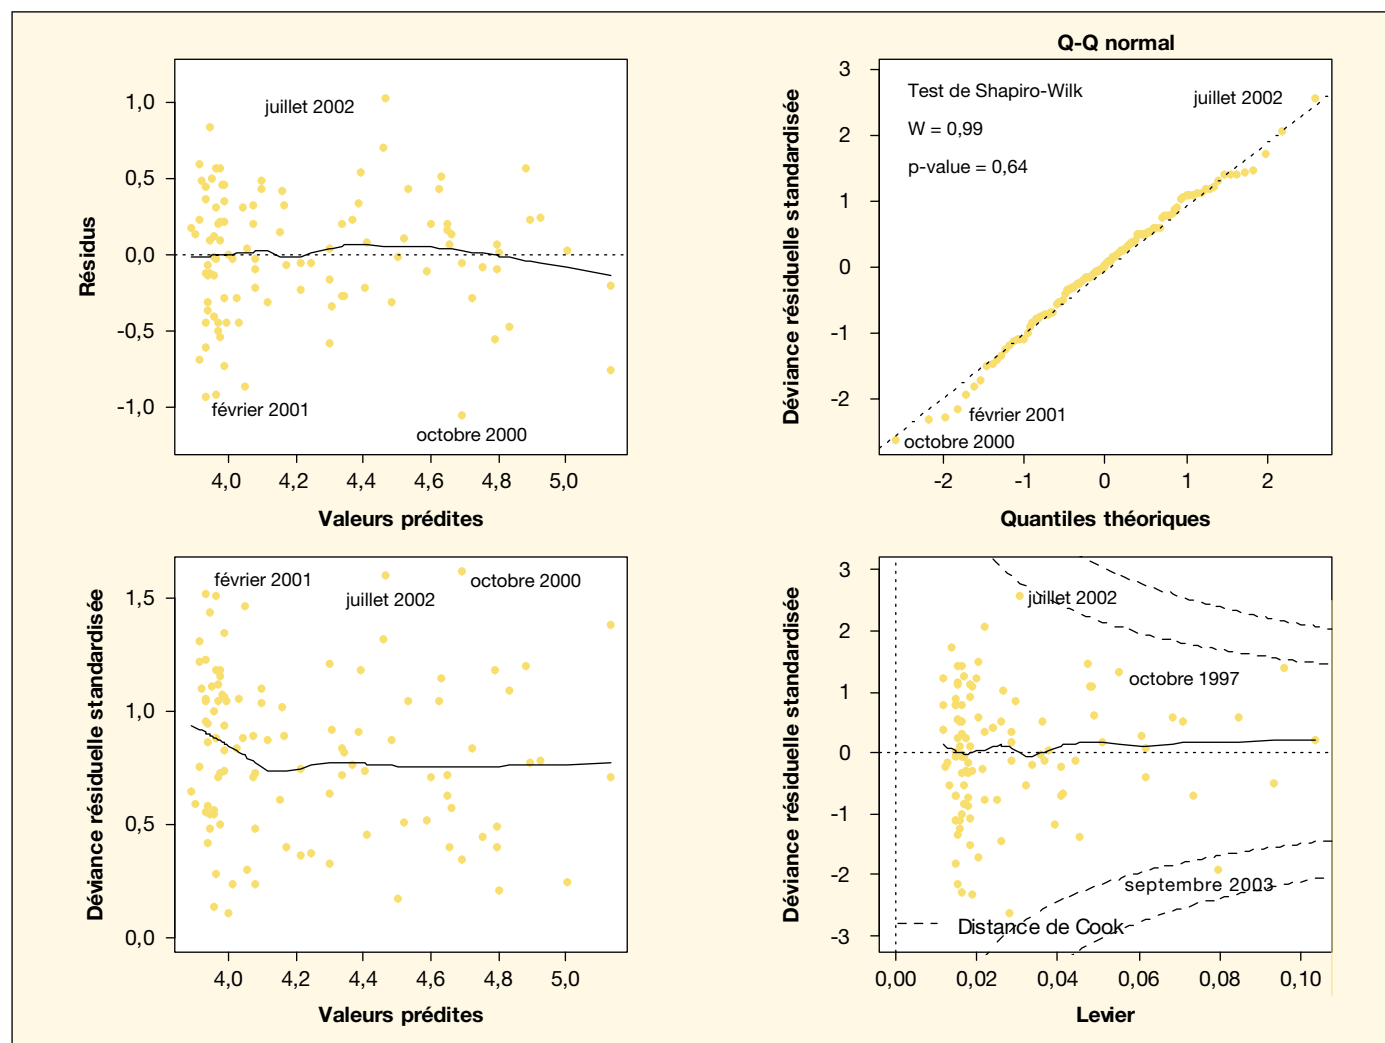 juillet 2002
février 2001
octobre 2000
1,0
0,5
0,0
-0,5
-1,0
Résidus
4,0 4,2 4,4 4,6 4,8 5,0
Valeurs prédites
Q-Q normal
Test de Shapiro-Wilk
W = 0,99
p-value = 0,64
juillet 2002
février 2001
octobre 2000
3
2
1
0
-1
-2
Déviance résiduelle standardisée
-2 -1 0 1 2
Quantiles théoriques
février 2001
octobre 2000
juillet 2002
1,5
1,0
0,5
0,0
Déviance résiduelle standardisée
4,0 4,2 4,4 4,6 4,8 5,0
Valeurs prédites
juillet 2002
octobre 1997
septembre 2003
Distance de Cook
3
2
1
0
-1
-2
-3
Déviance résiduelle standardisée
0,00 0,02 0,04 0,06 0,08 0,10
Levier